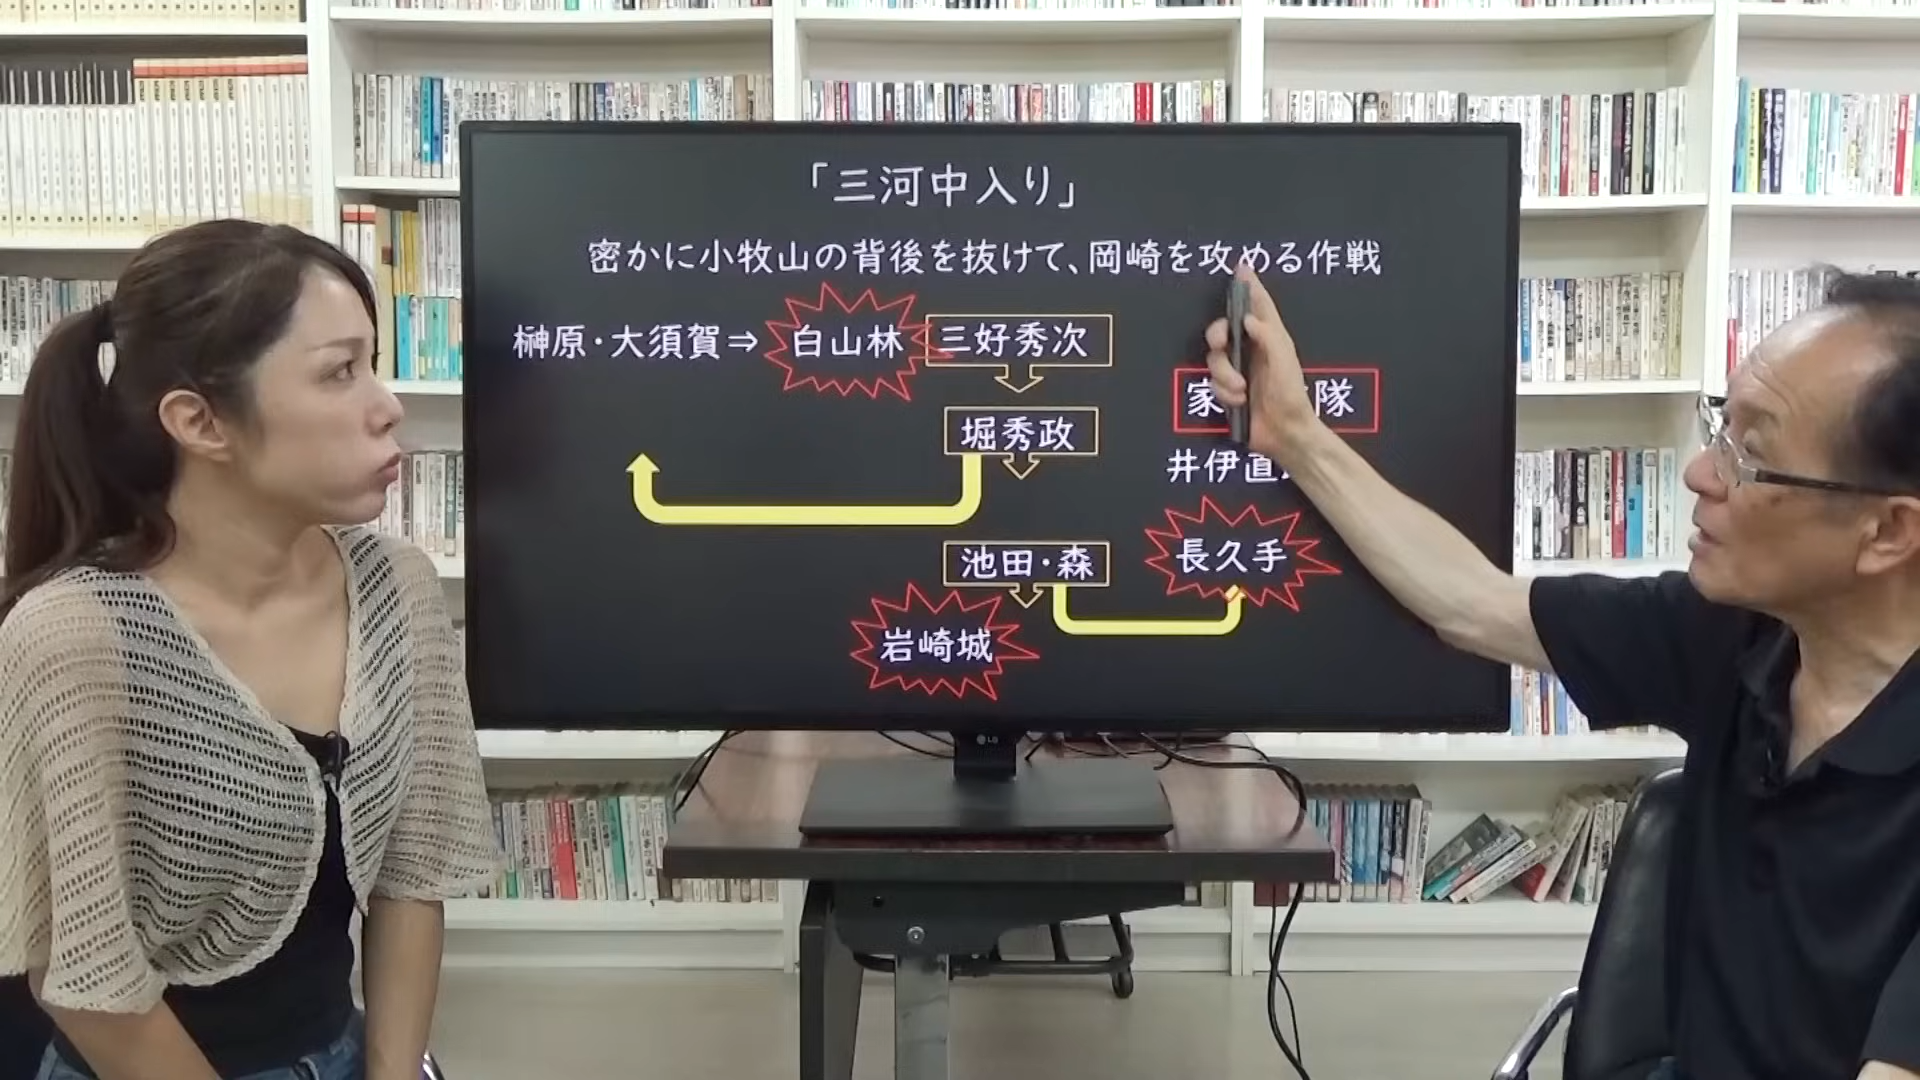 「三河中入り」
密かに小牧山の背後を抜けて、岡崎を攻める作戦
榊原・大須賀⇒ 白山林 三好秀次
堀秀政
家 隊
井伊直
池田・森
長久手
岩崎城
LG